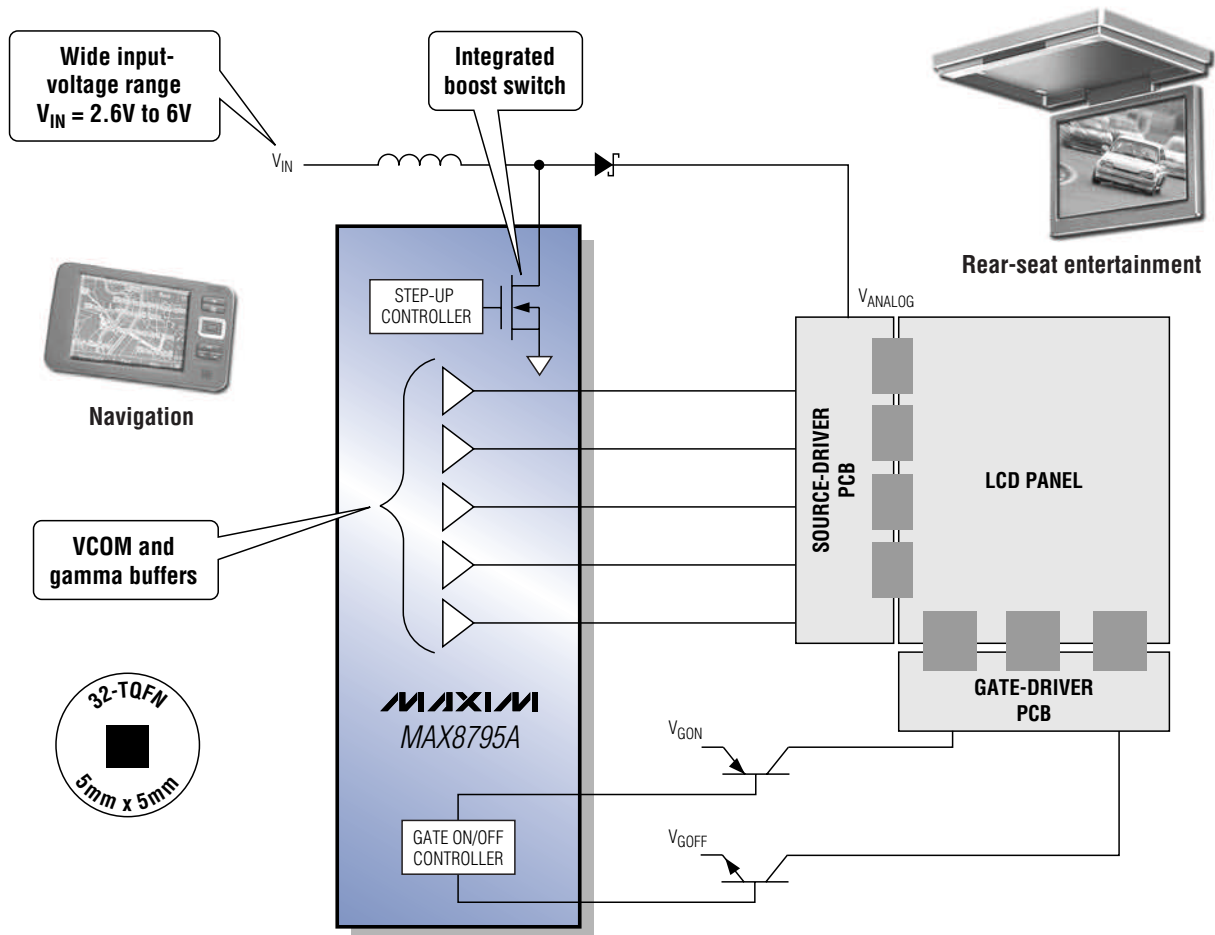 Wide input-
voltage range
V_IN = 2.6V to 6V
Integrated
boost switch
V_IN
Rear-seat entertainment
STEP-UP
CONTROLLER
V_ANALOG
Navigation
SOURCE-DRIVER
PCB
LCD PANEL
VCOM and
gamma buffers
GATE-DRIVER
PCB
32-TQFN
5mm x 5mm
MAXIM
MAX8795A
V_GON
GATE ON/OFF
CONTROLLER
V_GOFF